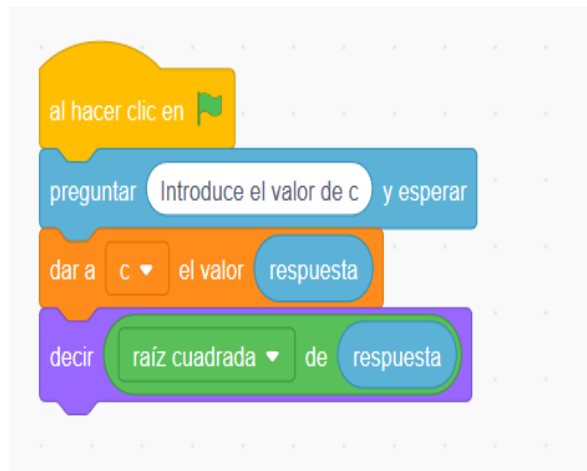 al hacer clic en
preguntar Introduce el valor de c y esperar
dar a c el valor respuesta
decir raíz cuadrada de respuesta